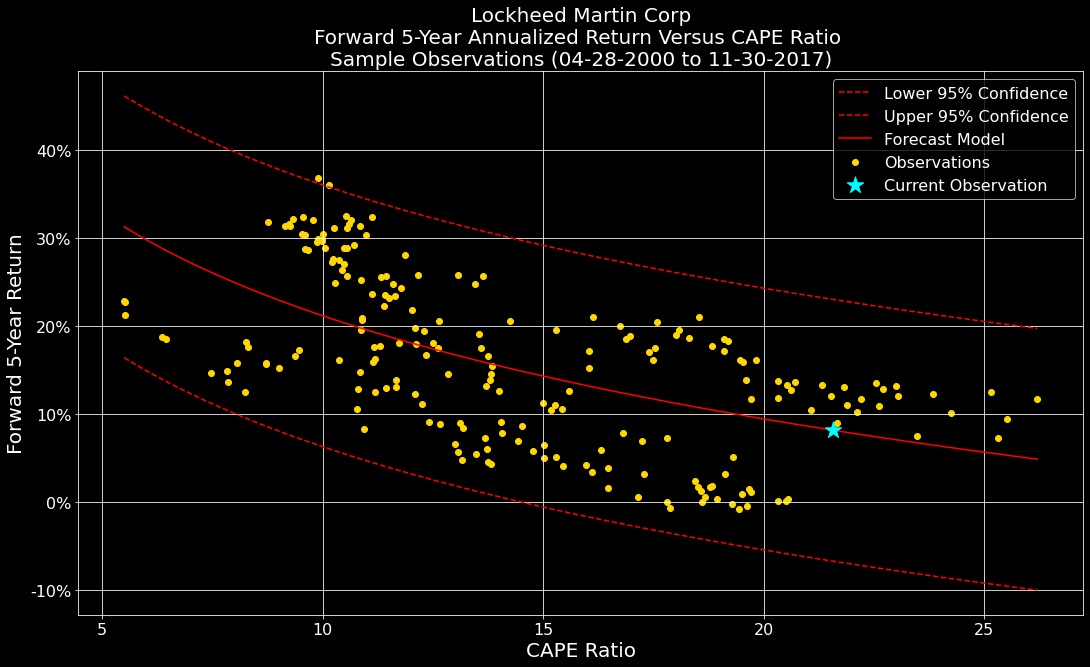 Lockheed Martin Corp
Forward 5-Year Annualized Return Versus CAPE Ratio
Sample Observations (04-28-2000 to 11-30-2017)
Lower 95% Confidence
Upper 95% Confidence
Forecast Model
Observations
Current Observation
Forward 5-Year Return
40%
30%
20%
10%
0%
-10%
5 10 15 20 25
CAPE Ratio